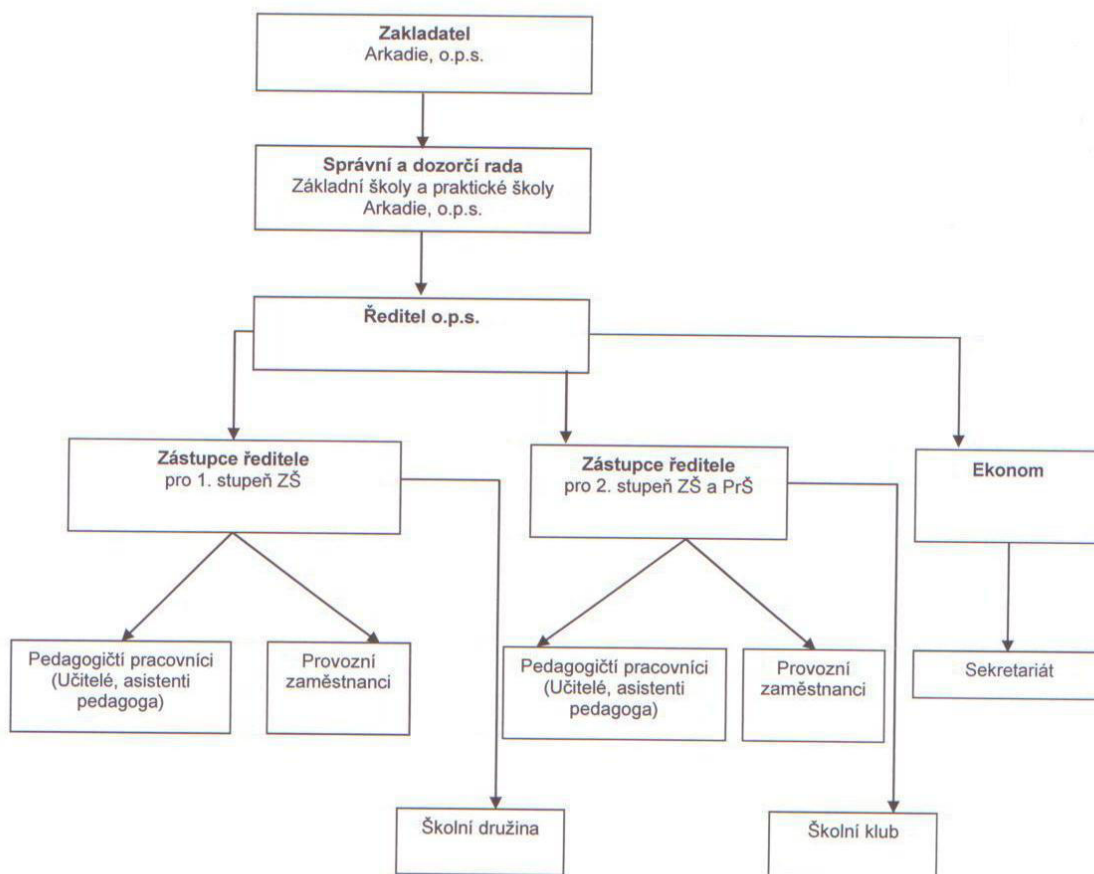 Zakladatel
Arkadie, o.p.s.
Správní a dozorčí rada
Základní školy a praktické školy
Arkadie, o.p.s.
Ředitel o.p.s.
Zástupce ředitele
pro 1. stupeň ZŠ
Zástupce ředitele
pro 2. stupeň ZŠ a PrŠ
Ekonom
Pedagogičtí pracovníci
(Učitelé, asistenti
pedagoga)
Provozní
zaměstnanci
Pedagogičtí pracovníci
(Učitelé, asistenti
pedagoga)
Provozní
zaměstnanci
Sekretariát
Školní družina
Školní klub